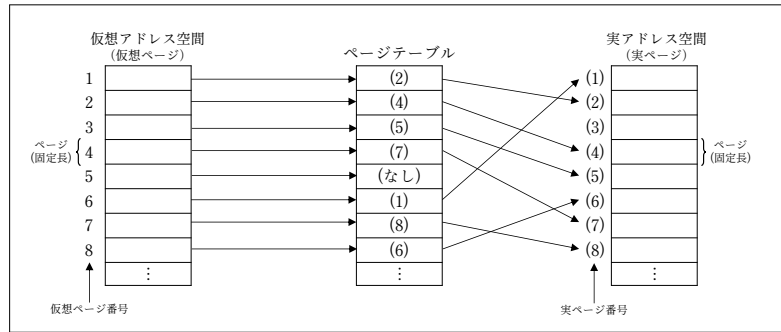 仮想アドレス空間
(仮想ページ)
ページテーブル
実アドレス空間
(実ページ)
1
2
3
4
5
6
7
8
⋮
ページ
(固定長)
(2)
(4)
(5)
(7)
(なし)
(1)
(8)
(6)
⋮
(1)
(2)
(3)
(4)
(5)
(6)
(7)
(8)
⋮
ページ
(固定長)
仮想ページ番号
実ページ番号